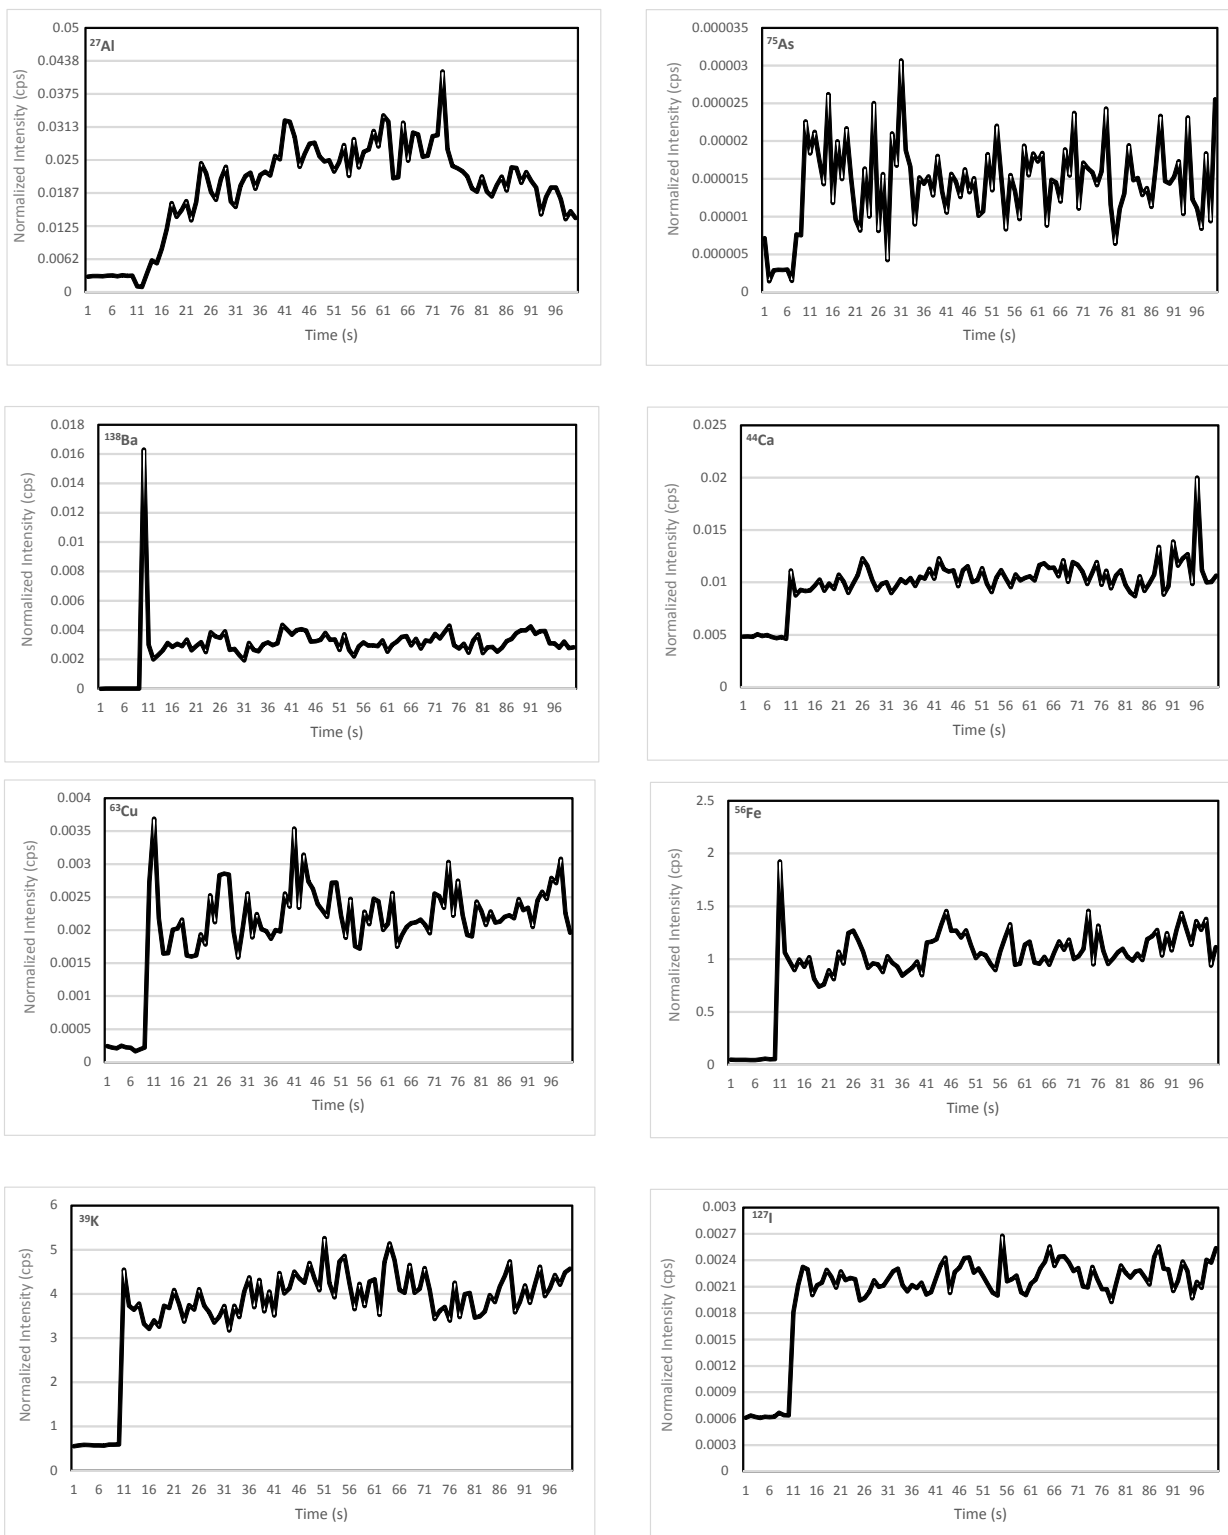 ²⁷Al
Normalized Intensity (cps)
0.05
0.0438
0.0375
0.0313
0.025
0.0187
0.0125
0.0062
0
1 6 11 16 21 26 31 36 41 46 51 56 61 66 71 76 81 86 91 96
Time (s)
⁷⁵As
Normalized Intensity (cps)
0.000035
0.00003
0.000025
0.00002
0.000015
0.00001
0.000005
0
1 6 11 16 21 26 31 36 41 46 51 56 61 66 71 76 81 86 91 96
Time (s)
¹³⁸Ba
Normalized Intensity (cps)
0.018
0.016
0.014
0.012
0.01
0.008
0.006
0.004
0.002
0
1 6 11 16 21 26 31 36 41 46 51 56 61 66 71 76 81 86 91 96
Time (s)
⁴⁴Ca
Normalized Intensity (cps)
0.025
0.02
0.015
0.01
0.005
0
1 6 11 16 21 26 31 36 41 46 51 56 61 66 71 76 81 86 91 96
Time (s)
⁶³Cu
Normalized Intensity (cps)
0.004
0.0035
0.003
0.0025
0.002
0.0015
0.001
0.0005
0
1 6 11 16 21 26 31 36 41 46 51 56 61 66 71 76 81 86 91 96
Time (s)
⁵⁶Fe
Normalized Intensity (cps)
2.5
2
1.5
1
0.5
0
1 6 11 16 21 26 31 36 41 46 51 56 61 66 71 76 81 86 91 96
Time (s)
³⁹K
Normalized Intensity (cps)
6
5
4
3
2
1
0
1 6 11 16 21 26 31 36 41 46 51 56 61 66 71 76 81 86 91 96
Time (s)
¹²⁷I
Normalized Intensity (cps)
0.003
0.0027
0.0024
0.0021
0.0018
0.0015
0.0012
0.0009
0.0006
0.0003
0
1 6 11 16 21 26 31 36 41 46 51 56 61 66 71 76 81 86 91 96
Time (s)